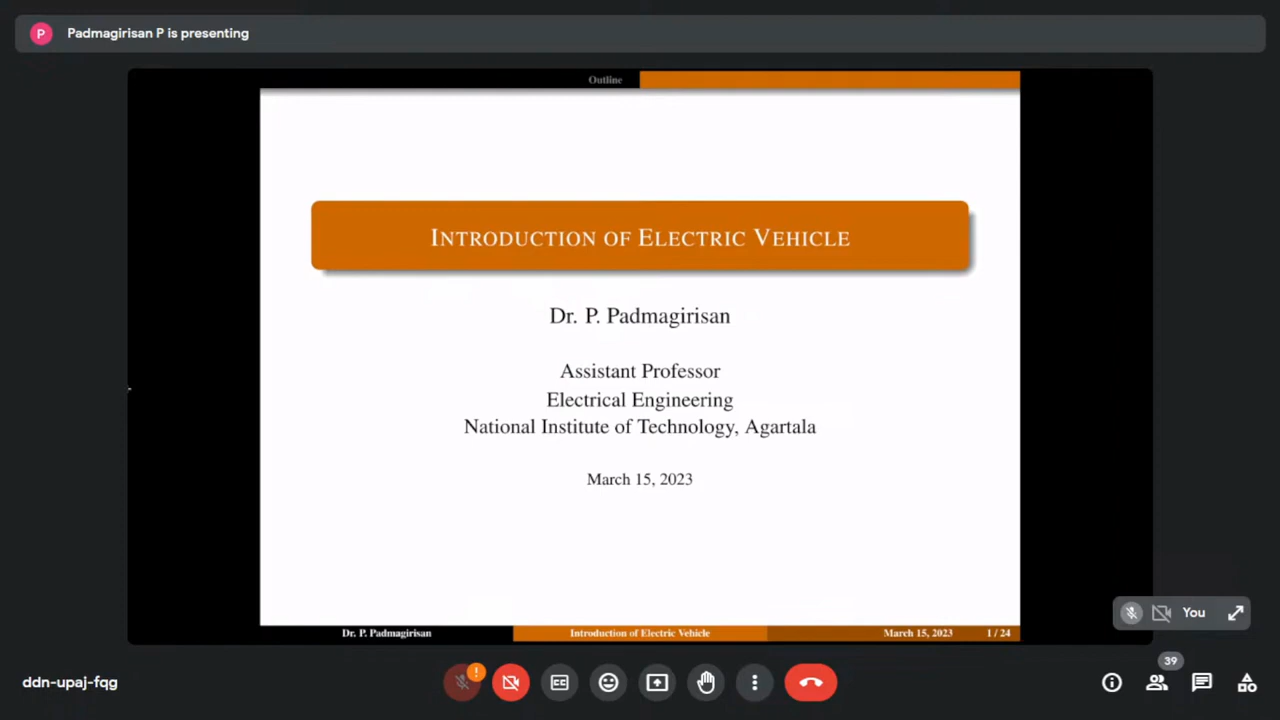 P
Padmagirisan P is presenting
Outline
INTRODUCTION OF ELECTRIC VEHICLE
Dr. P. Padmagirisan
Assistant Professor
Electrical Engineering
National Institute of Technology, Agartala
March 15, 2023
You
Dr. P. Padmagirisan
Introduction of Electric Vehicle
March 15, 2023
1 / 24
ddn-upaj-fqg
!
CC
39